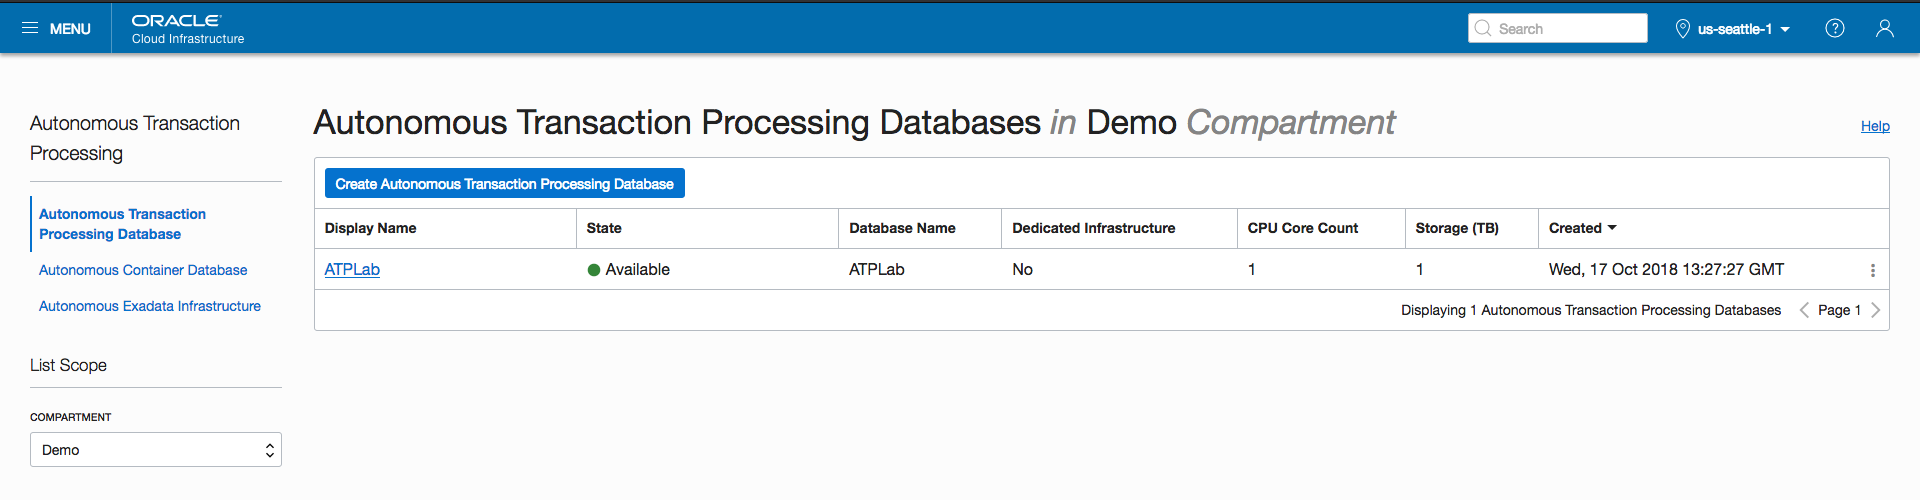 MENU
ORACLE
Cloud Infrastructure
Search
us-seattle-1
Autonomous Transaction
Processing
Autonomous Transaction
Processing Database
Autonomous Container Database
Autonomous Exadata Infrastructure
List Scope
COMPARTMENT
Demo
Autonomous Transaction Processing Databases in Demo Compartment
Help
Create Autonomous Transaction Processing Database
Display Name State Database Name Dedicated Infrastructure CPU Core Count Storage (TB) Created
ATPLab Available ATPLab No 1 1 Wed, 17 Oct 2018 13:27:27 GMT
Displaying 1 Autonomous Transaction Processing Databases Page 1